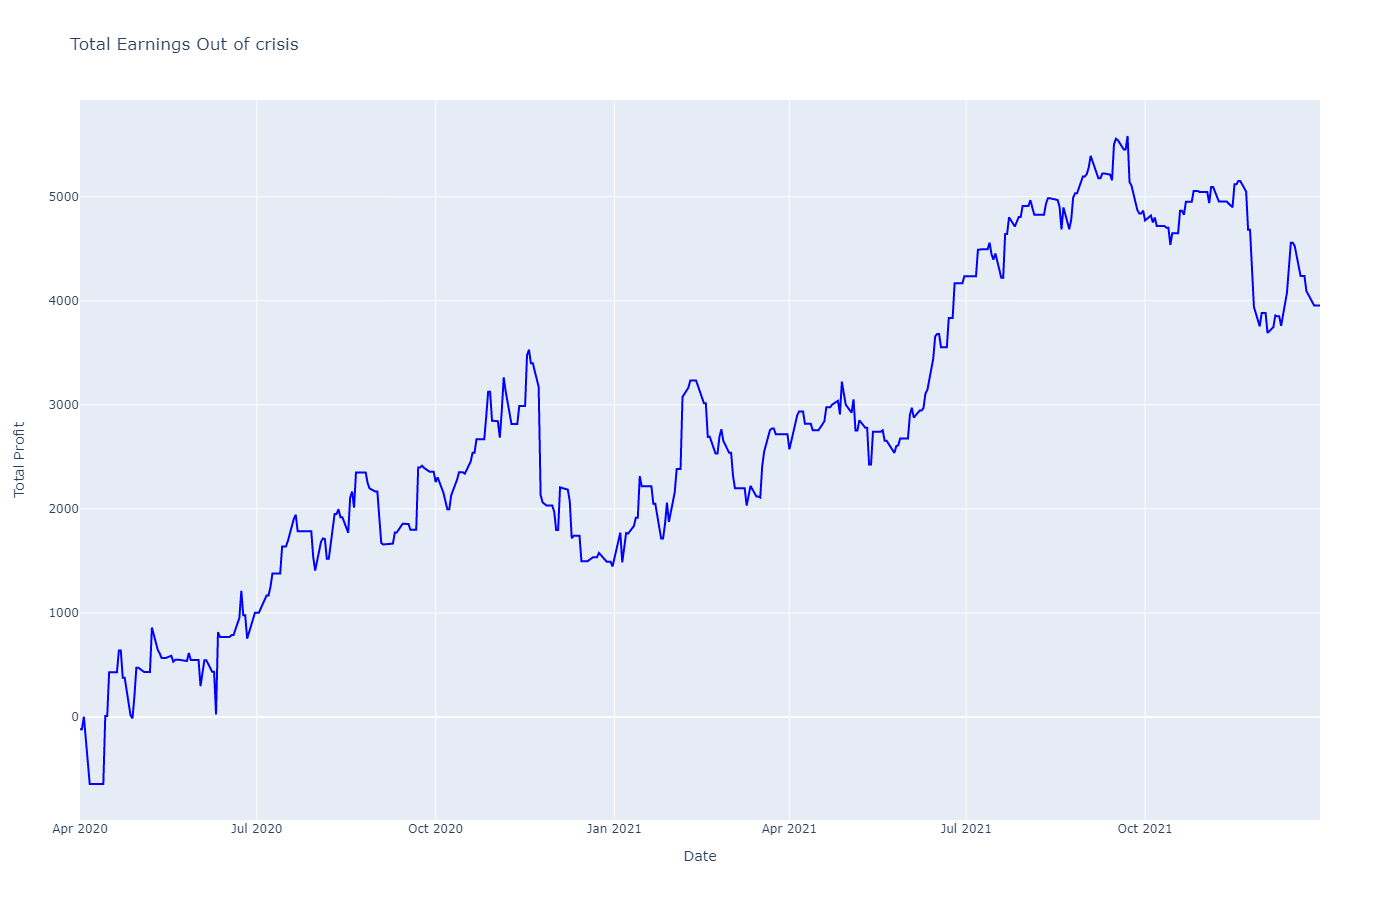 Total Earnings Out of crisis
Total Profit
5000
4000
3000
2000
1000
0
Apr 2020
Jul 2020
Oct 2020
Jan 2021
Apr 2021
Jul 2021
Oct 2021
Date